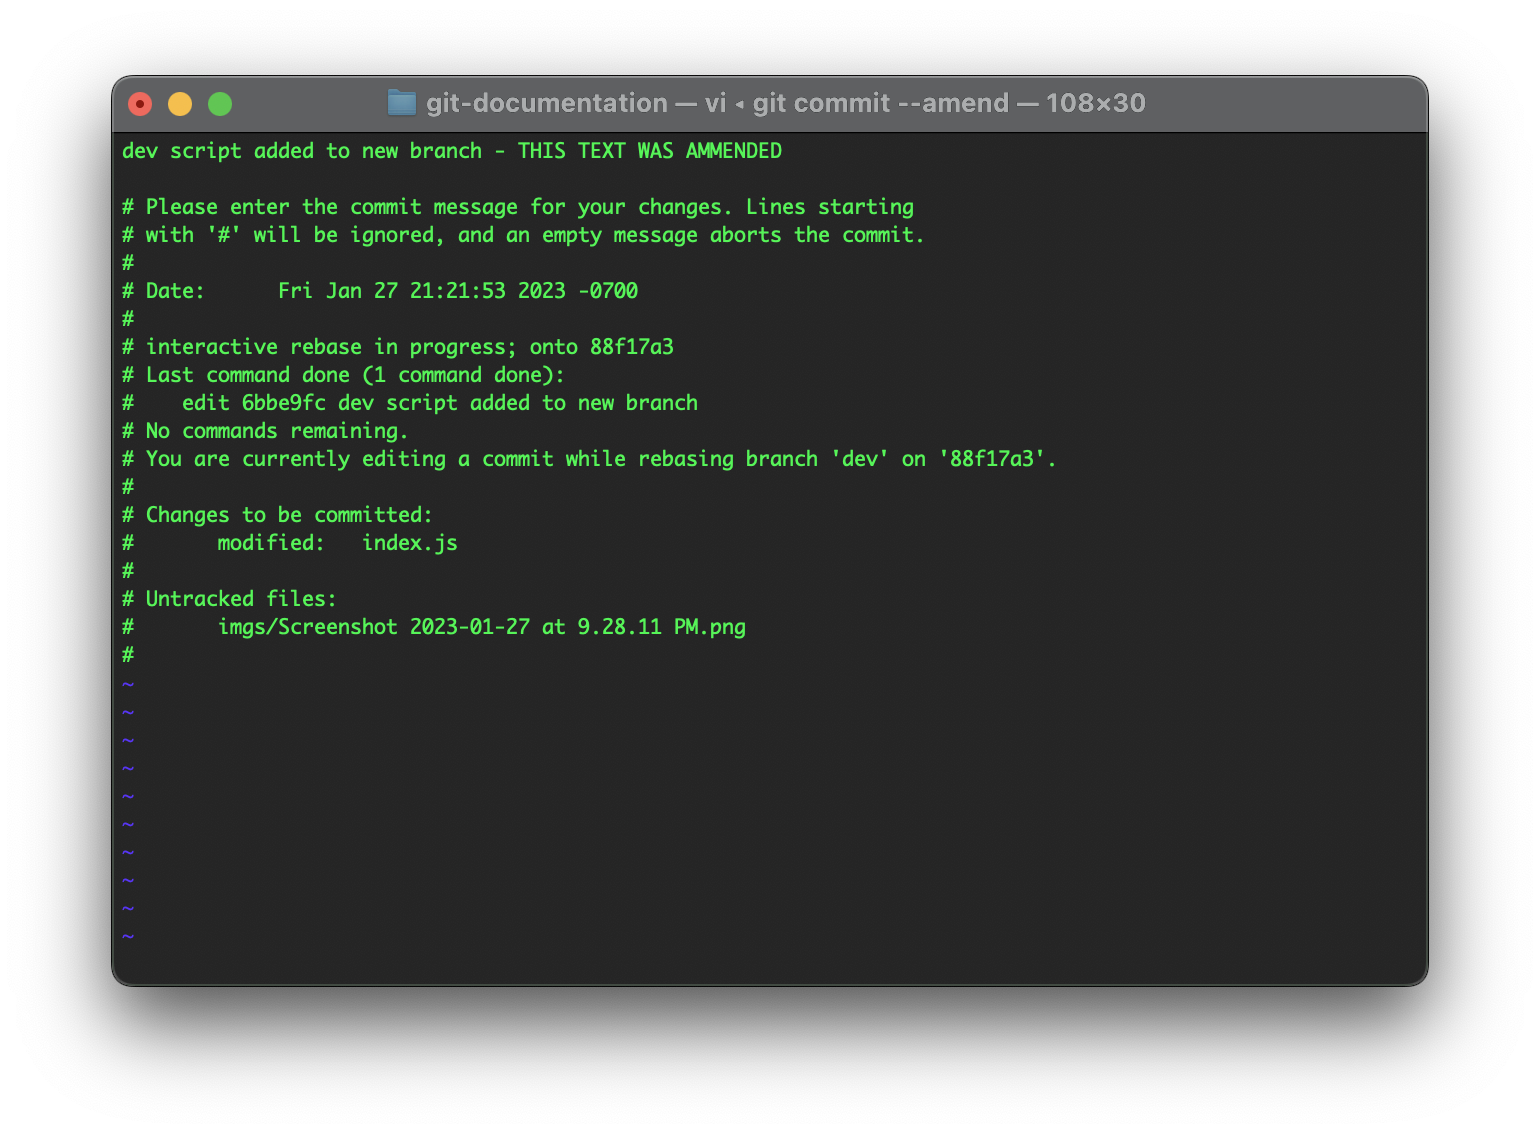 git-documentation — vi ◂ git commit --amend — 108×30
dev script added to new branch - THIS TEXT WAS AMMENDED
# Please enter the commit message for your changes. Lines starting
# with '#' will be ignored, and an empty message aborts the commit.
#
# Date:      Fri Jan 27 21:21:53 2023 -0700
#
# interactive rebase in progress; onto 88f17a3
# Last command done (1 command done):
#    edit 6bbe9fc dev script added to new branch
# No commands remaining.
# You are currently editing a commit while rebasing branch 'dev' on '88f17a3'.
#
# Changes to be committed:
#       modified:   index.js
#
# Untracked files:
#       imgs/Screenshot 2023-01-27 at 9.28.11 PM.png
#
~
~
~
~
~
~
~
~
~
~